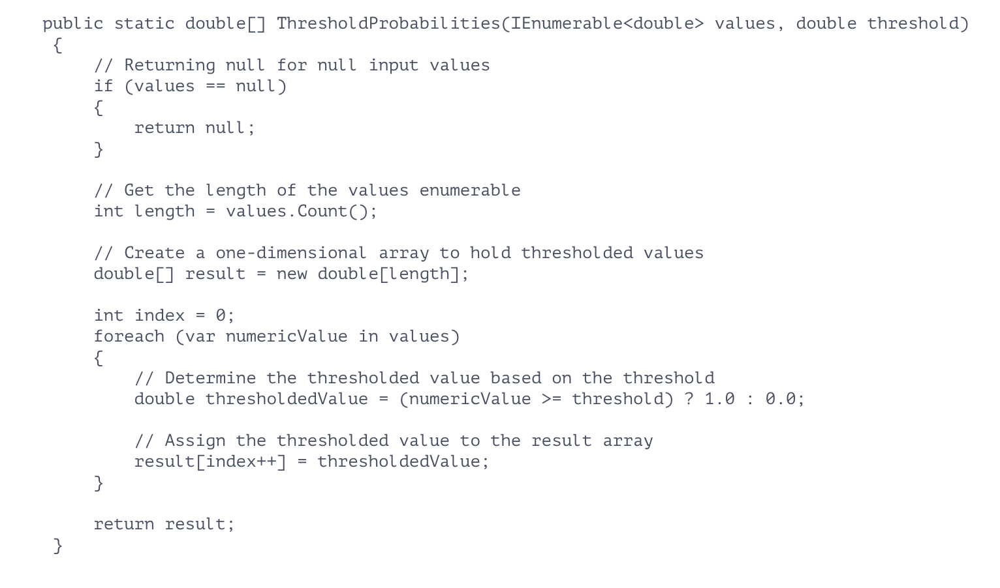 public static double[] ThresholdProbabilities(IEnumerable<double> values, double threshold)
{
// Returning null for null input values
if (values == null)
{
return null;
}
// Get the length of the values enumerable
int length = values.Count();
// Create a one-dimensional array to hold thresholded values
double[] result = new double[length];
int index = 0;
foreach (var numericValue in values)
{
// Determine the thresholded value based on the threshold
double thresholdedValue = (numericValue >= threshold) ? 1.0 : 0.0;
// Assign the thresholded value to the result array
result[index++] = thresholdedValue;
}
return result;
}